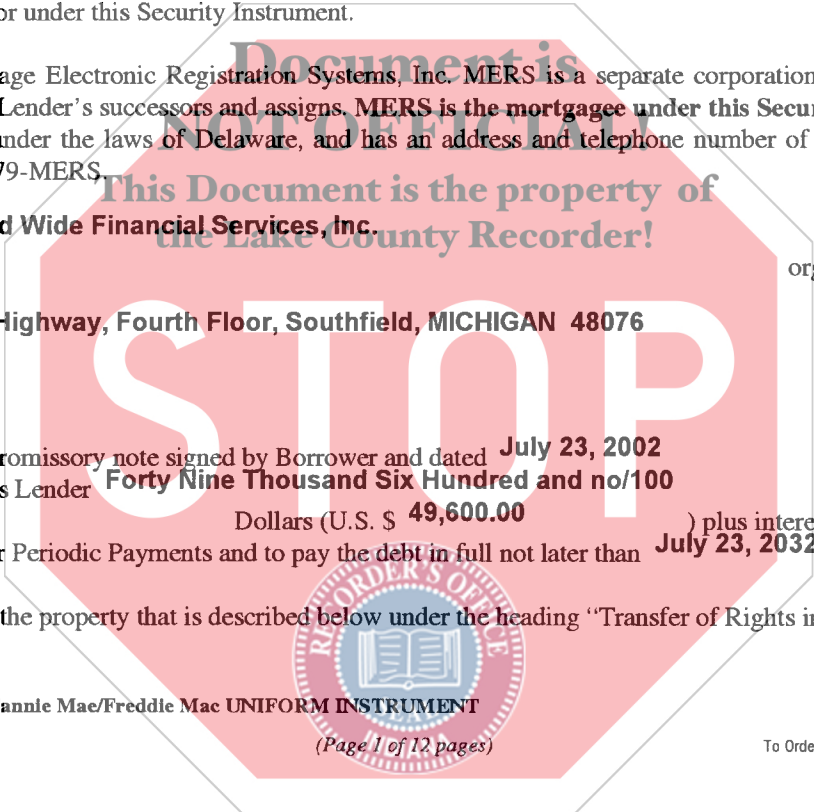 or under this Security Instrument.
Document is
age Electronic Registration Systems, Inc. MERS is a separate corporation
Lender's successors and assigns. MERS is the mortgagee under this Secur
NOT OFFICIAL!
nder the laws of Delaware, and has an address and telephone number of
79-MERS.
This Document is the property of
d Wide Financial Services, Inc.
the Lake County Recorder!
org
Highway, Fourth Floor, Southfield, MICHIGAN 48076
STOP
romissory note signed by Borrower and dated July 23, 2002
s Lender Forty Nine Thousand Six Hundred and no/100
Dollars (U.S. $ 49,600.00 ) plus intere
r Periodic Payments and to pay the debt in full not later than July 23, 2032
RECORDER'S OFFICE
the property that is described below under the heading “Transfer of Rights in
annie Mae/Freddie Mac UNIFORM INSTRUMENT
INDIANA
(Page 1 of 12 pages)
To Orde